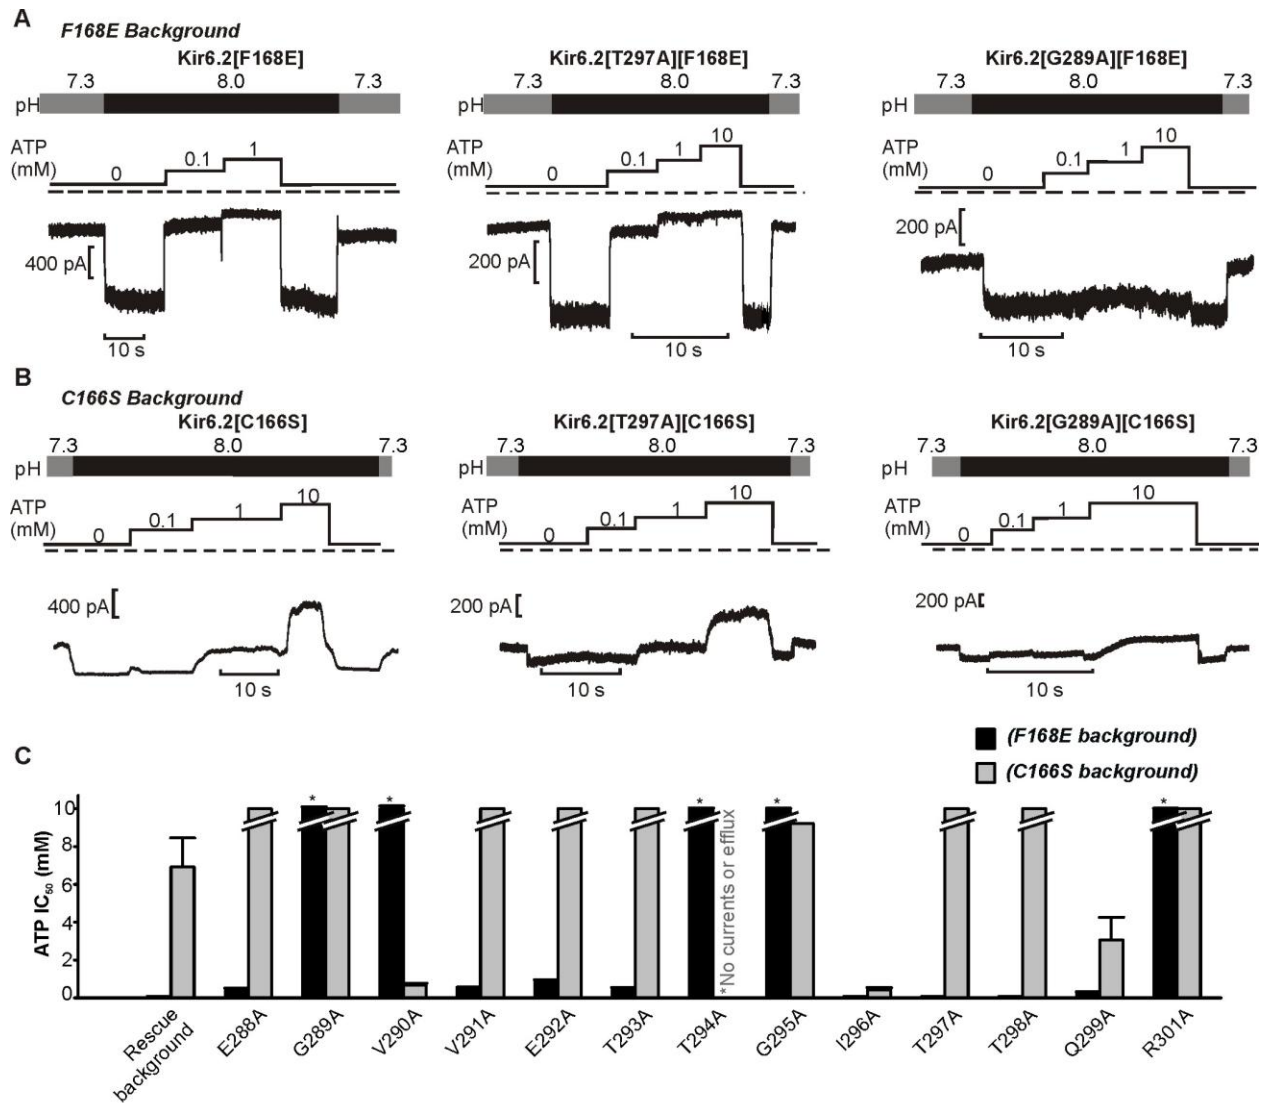 A
F168E Background
Kir6.2[F168E]
7.3 8.0 7.3
pH
ATP
(mM)
0 0.1 1
400 pA
10 s
Kir6.2[T297A][F168E]
7.3 8.0 7.3
pH
ATP
(mM)
0 0.1 1 10
200 pA
10 s
Kir6.2[G289A][F168E]
7.3 8.0 7.3
pH
ATP
(mM)
0 0.1 1 10
200 pA
10 s
B
C166S Background
Kir6.2[C166S]
7.3 8.0 7.3
pH
ATP
(mM)
0 0.1 1 10
400 pA
10 s
Kir6.2[T297A][C166S]
7.3 8.0 7.3
pH
ATP
(mM)
0 0.1 1 10
200 pA
10 s
Kir6.2[G289A][C166S]
7.3 8.0 7.3
pH
ATP
(mM)
0 0.1 1 10
200 pA
10 s
C
(F168E background)
(C166S background)
ATP IC50 (mM)
10
8
6
4
2
0
* * * * *
*No currents or efflux
Rescue
background
E288A
G289A
V290A
V291A
E292A
T293A
T294A
G295A
I296A
T297A
T298A
Q299A
R301A